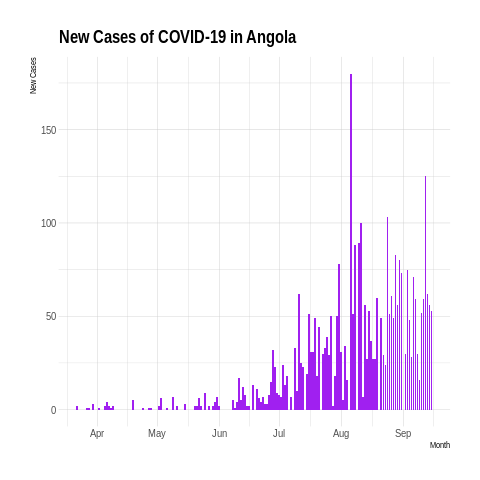 New Cases of COVID-19 in Angola
New Cases
150
100
50
0
Apr May Jun Jul Aug Sep
Month